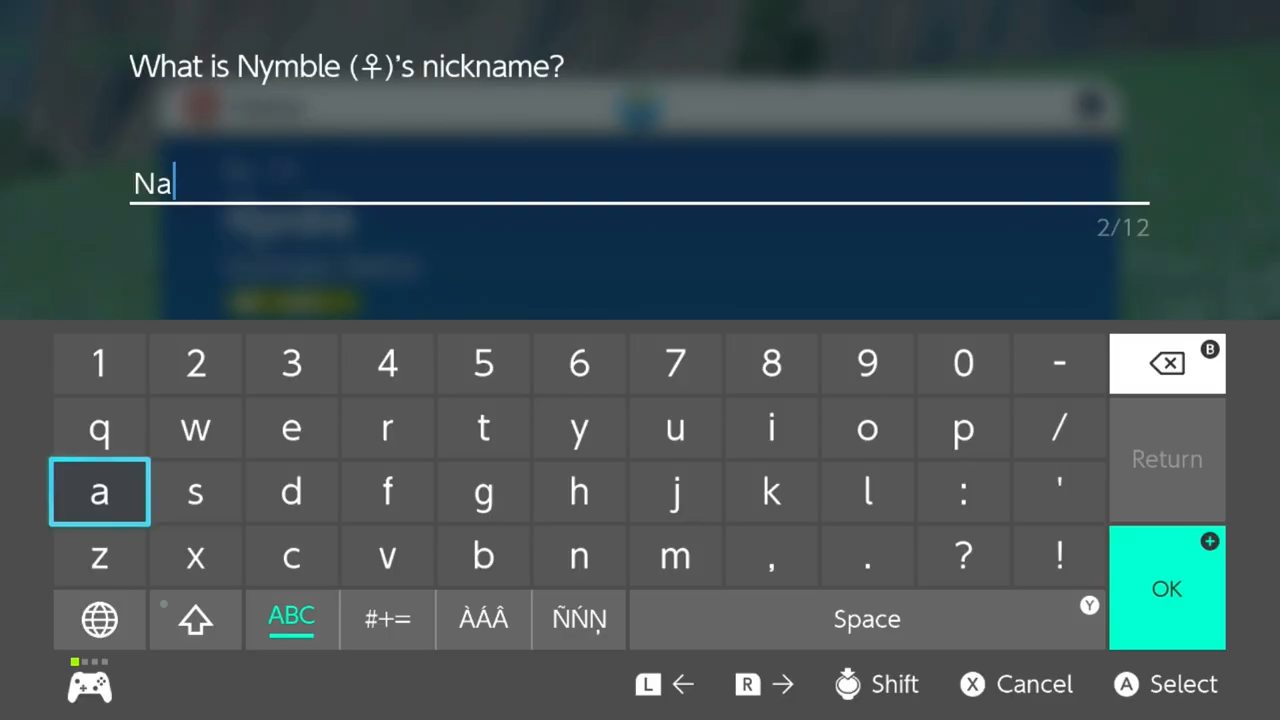 What is Nymble (♀)'s nickname?
Na
2/12
1 2 3 4 5 6 7 8 9 0 - B
q w e r t y u i o p /
Return
a s d f g h j k l : '
z x c v b n m , . ? ! +
OK
ABC #+= ÀÁÂ ÑŃŅ Space Y
L ← R → Shift X Cancel A Select